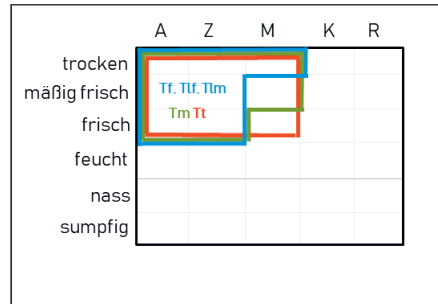 A Z M K R
trocken
mäßig frisch
Tf, Tlf, Tlm
frisch
Tm Tt
feucht
nass
sumpfig